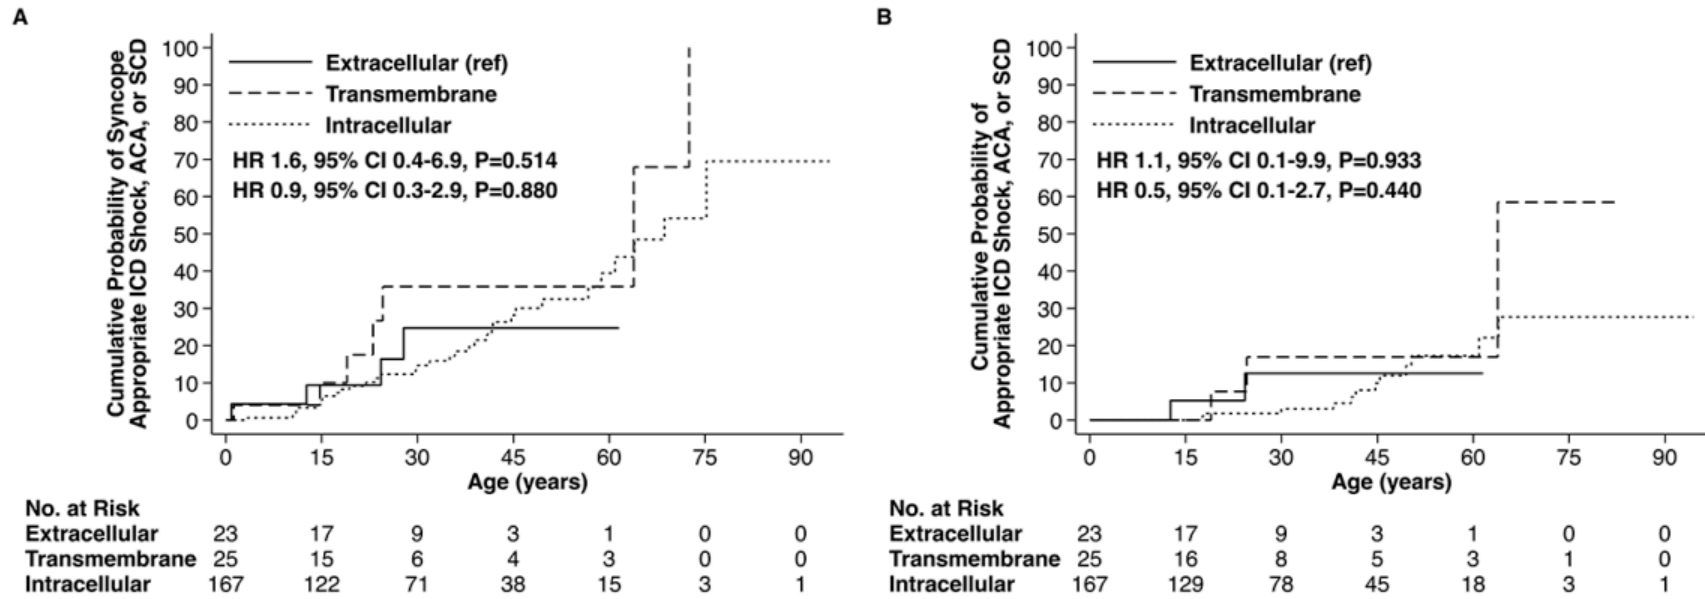 A
Cumulative Probability of Syncope
Appropriate ICD Shock, ACA, or SCD
100
90
80
70
60
50
40
30
20
10
0
Extracellular (ref)
Transmembrane
Intracellular
HR 1.6, 95% CI 0.4-6.9, P=0.514
HR 0.9, 95% CI 0.3-2.9, P=0.880
0 15 30 45 60 75 90
Age (years)
No. at Risk
Extracellular 23 17 9 3 1 0 0
Transmembrane 25 15 6 4 3 0 0
Intracellular 167 122 71 38 15 3 1
B
Cumulative Probability of
Appropriate ICD Shock, ACA, or SCD
100
90
80
70
60
50
40
30
20
10
0
Extracellular (ref)
Transmembrane
Intracellular
HR 1.1, 95% CI 0.1-9.9, P=0.933
HR 0.5, 95% CI 0.1-2.7, P=0.440
0 15 30 45 60 75 90
Age (years)
No. at Risk
Extracellular 23 17 9 3 1 0 0
Transmembrane 25 16 8 5 3 1 0
Intracellular 167 129 78 45 18 3 1